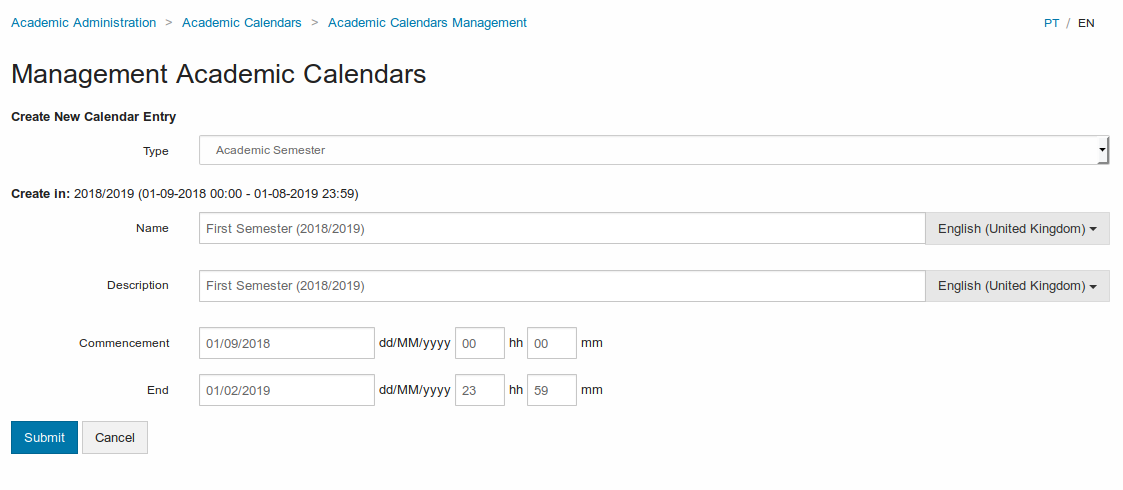 Academic Administration > Academic Calendars > Academic Calendars Management PT / EN
Management Academic Calendars
Create New Calendar Entry
Type Academic Semester
Create in: 2018/2019 (01-09-2018 00:00 - 01-08-2019 23:59)
Name First Semester (2018/2019) English (United Kingdom)
Description First Semester (2018/2019) English (United Kingdom)
Commencement 01/09/2018 dd/MM/yyyy 00 hh 00 mm
End 01/02/2019 dd/MM/yyyy 23 hh 59 mm
Submit Cancel